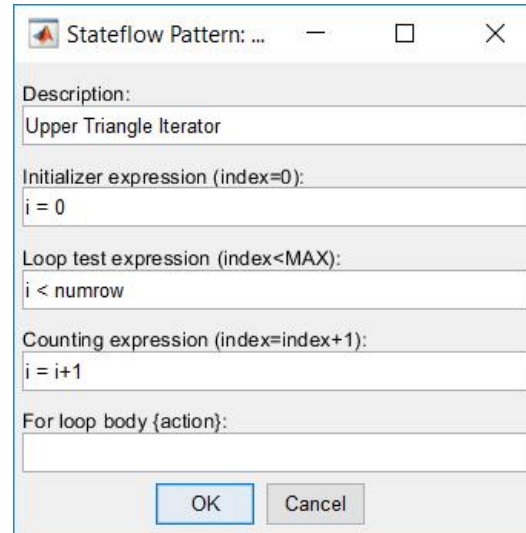 Stateflow Pattern: ...
Description:
Upper Triangle Iterator
Initializer expression (index=0):
i = 0
Loop test expression (index<MAX):
i < numrow
Counting expression (index=index+1):
i = i+1
For loop body {action}:
OK Cancel